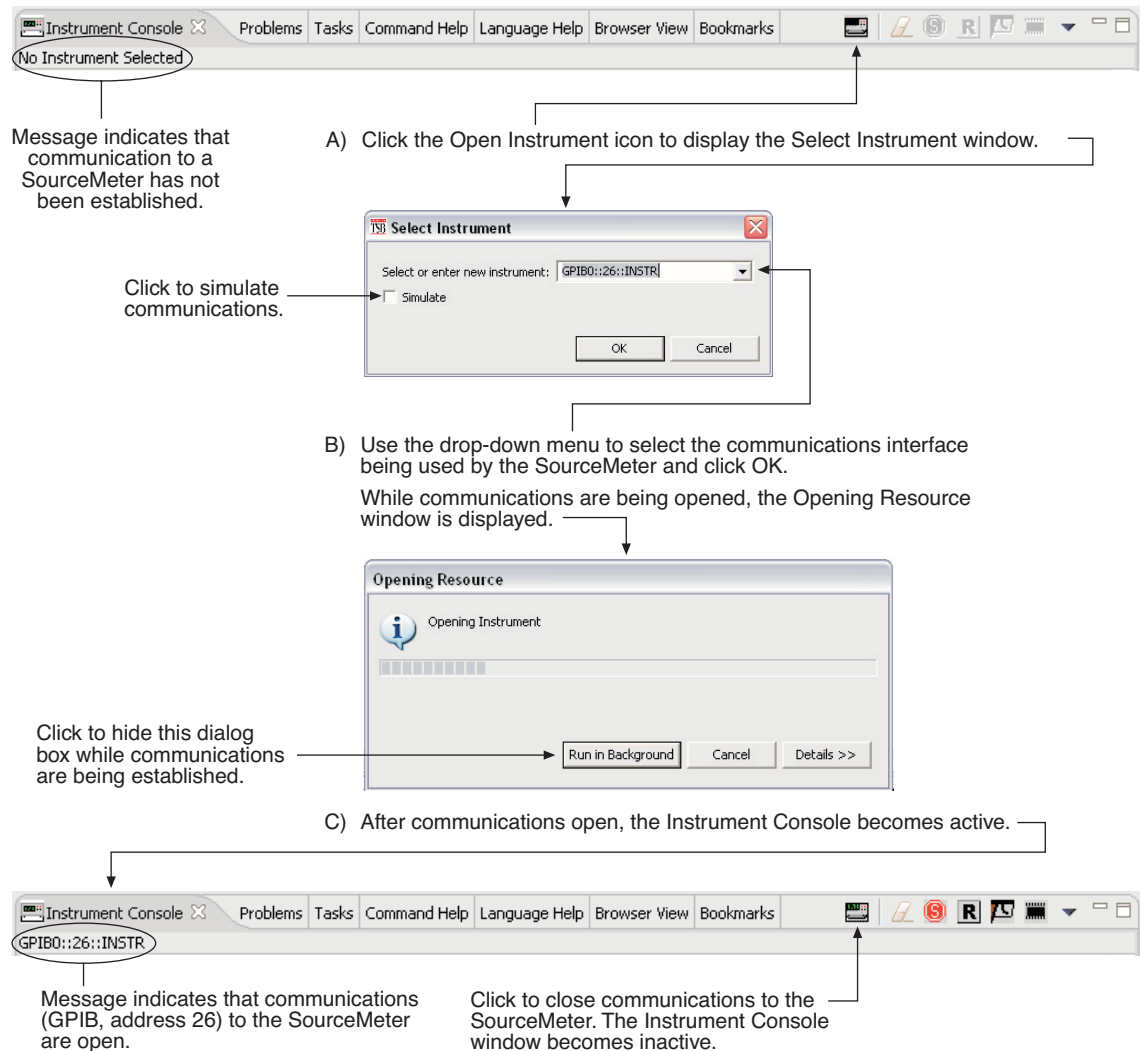 Instrument Console Problems Tasks Command Help Language Help Browser View Bookmarks S R
No Instrument Selected
Message indicates that
communication to a
SourceMeter has not
been established.
A) Click the Open Instrument icon to display the Select Instrument window.
TSB Select Instrument
Select or enter new instrument: GPIB0::26::INSTR
Simulate
OK Cancel
Click to simulate
communications.
B) Use the drop-down menu to select the communications interface
being used by the SourceMeter and click OK.
While communications are being opened, the Opening Resource
window is displayed.
Opening Resource
Opening Instrument
Run in Background Cancel Details >>
Click to hide this dialog
box while communications
are being established.
C) After communications open, the Instrument Console becomes active.
Instrument Console Problems Tasks Command Help Language Help Browser View Bookmarks S R
GPIB0::26::INSTR
Message indicates that communications
(GPIB, address 26) to the SourceMeter
are open.
Click to close communications to the
SourceMeter. The Instrument Console
window becomes inactive.